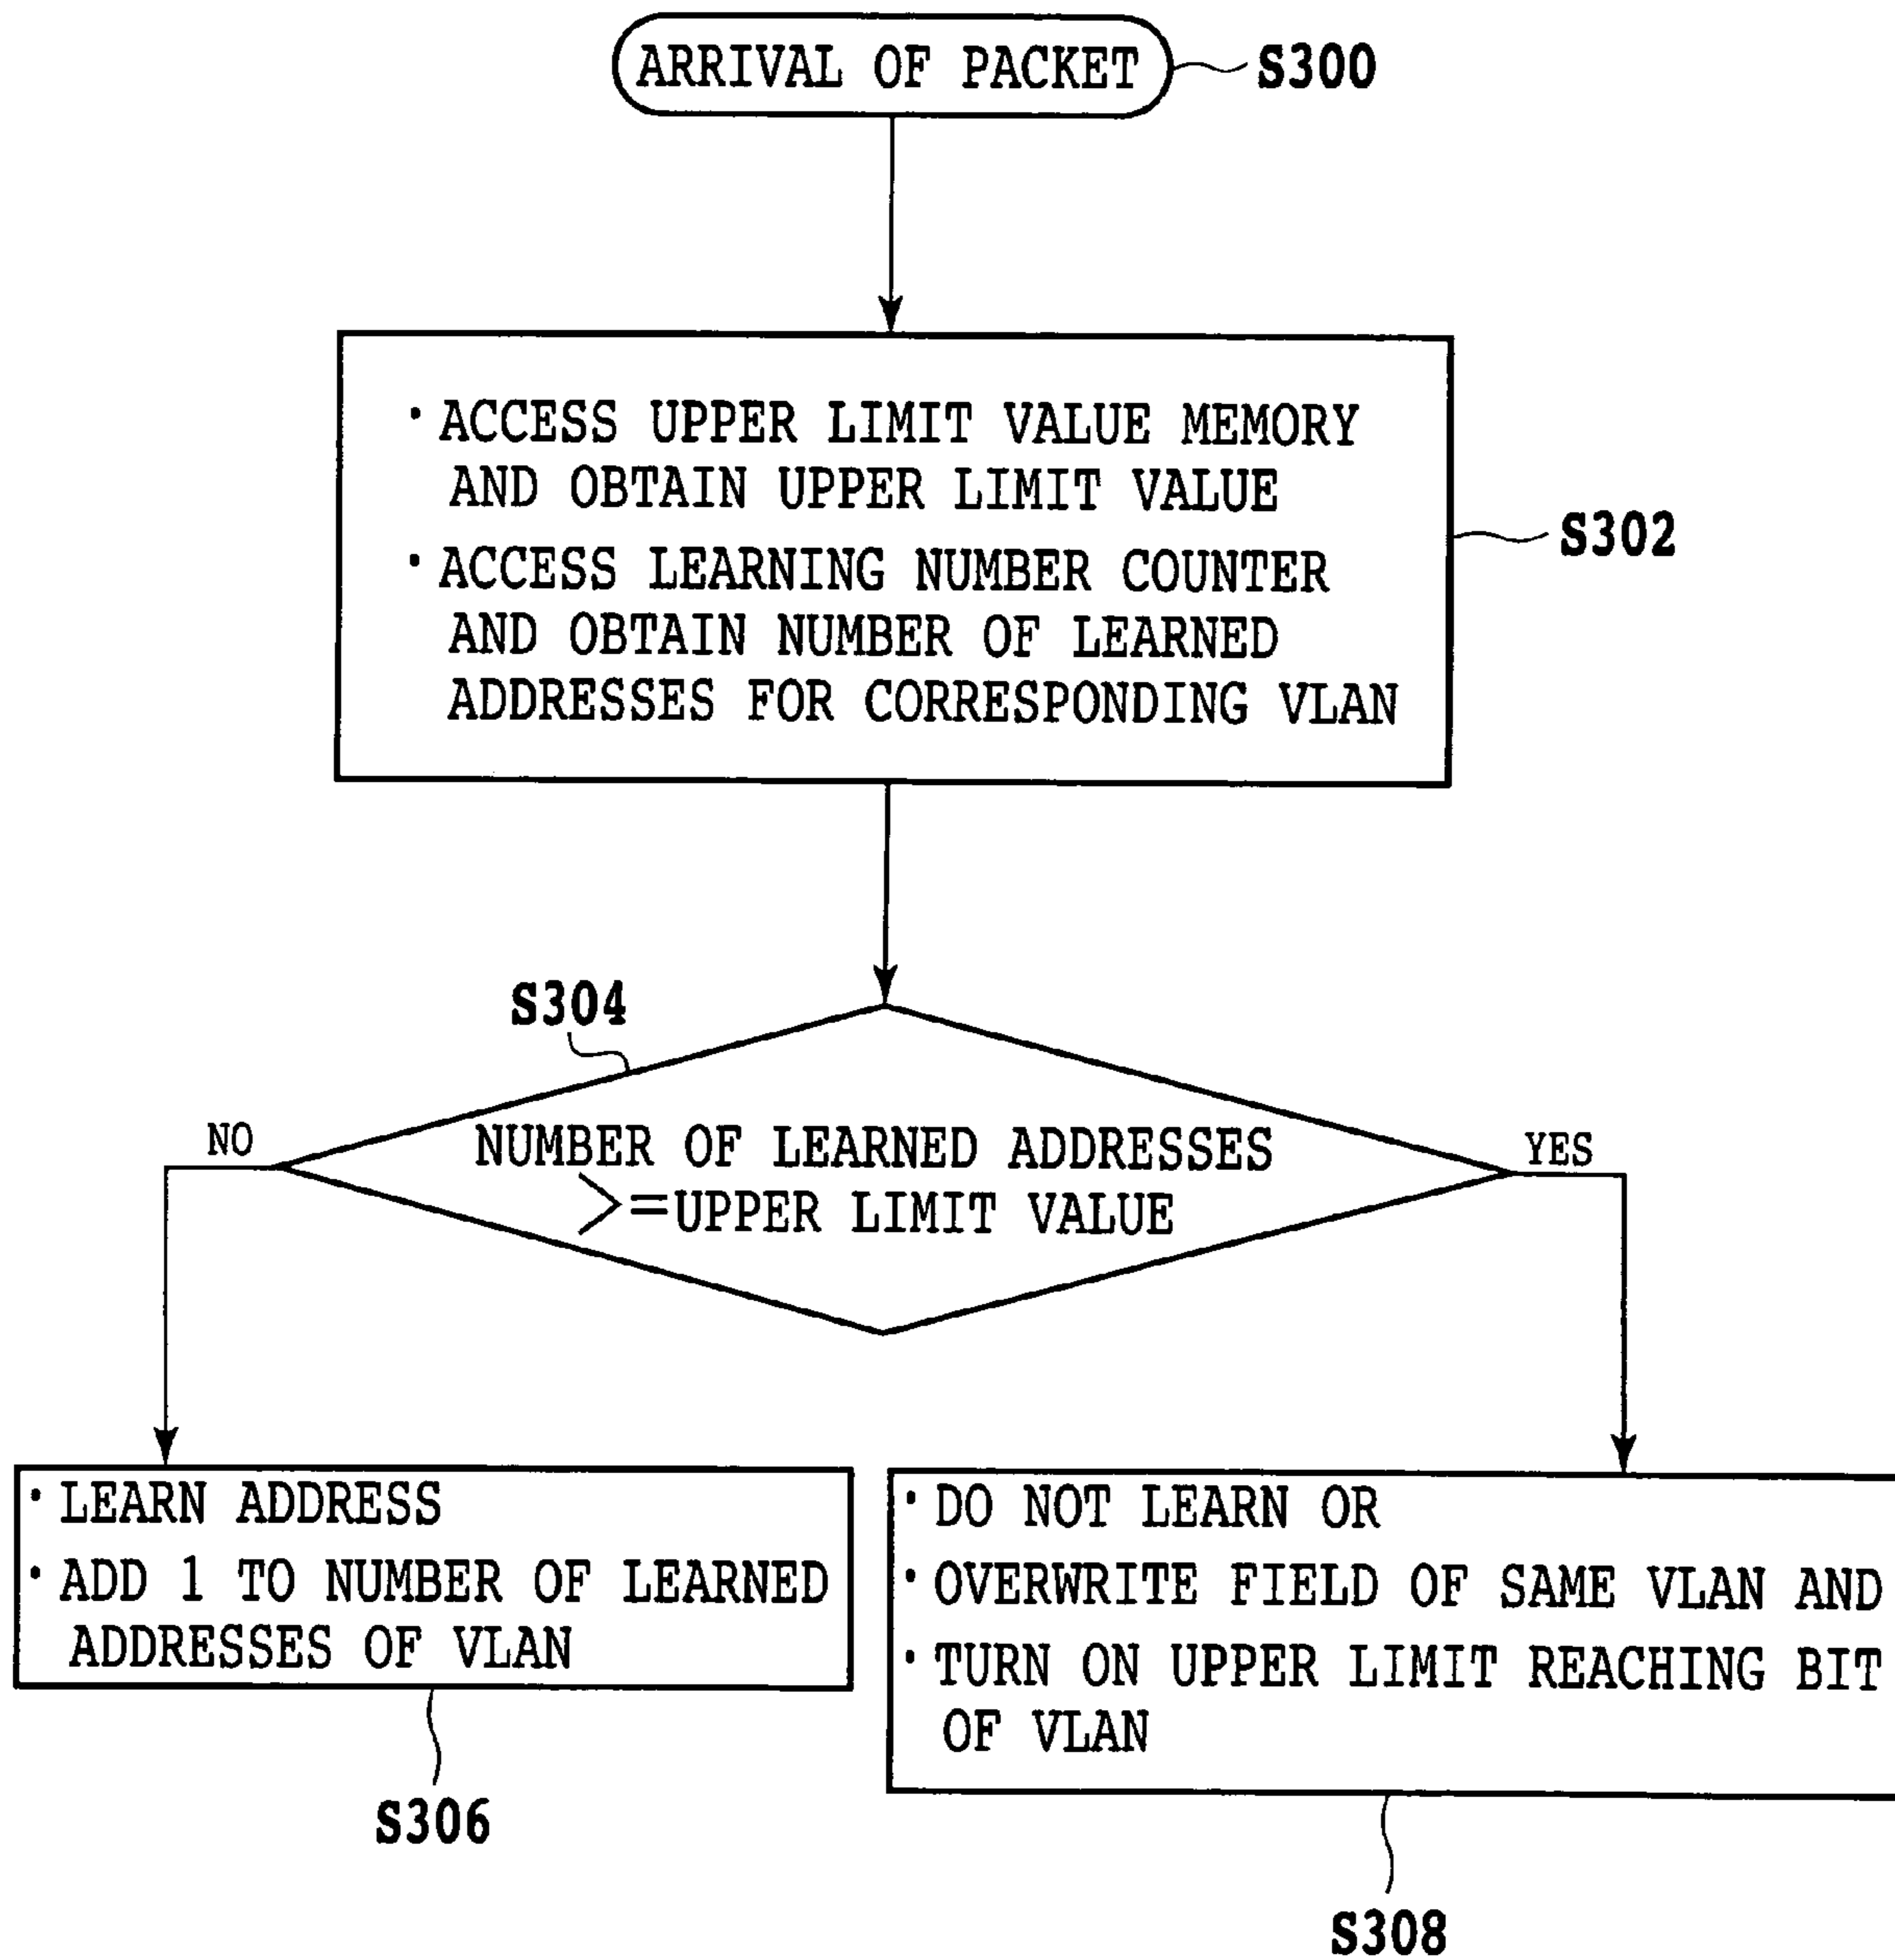 ARRIVAL OF PACKET
S300
· ACCESS UPPER LIMIT VALUE MEMORY
AND OBTAIN UPPER LIMIT VALUE
· ACCESS LEARNING NUMBER COUNTER
AND OBTAIN NUMBER OF LEARNED
ADDRESSES FOR CORRESPONDING VLAN
S302
S304
NUMBER OF LEARNED ADDRESSES
>=UPPER LIMIT VALUE
NO
YES
· LEARN ADDRESS
· ADD 1 TO NUMBER OF LEARNED
ADDRESSES OF VLAN
S306
· DO NOT LEARN OR
· OVERWRITE FIELD OF SAME VLAN AND
· TURN ON UPPER LIMIT REACHING BIT
OF VLAN
S308